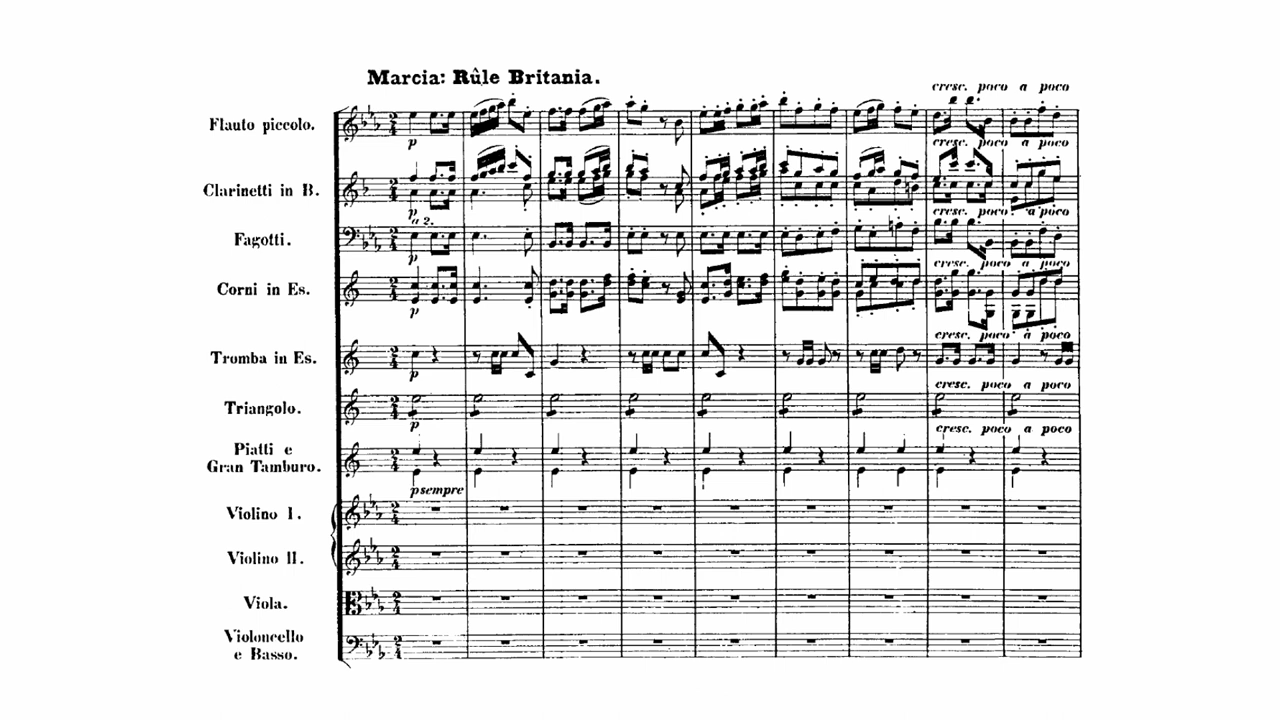 Marcia: Rûle Britania.
cresc. poco a poco
Flauto piccolo.
p
cresc. poco a poco
Clarinetti in B.
p
cresc. poco a poco
a 2.
Fagotti.
p
cresc. poco a poco
Corni in Es.
p
cresc. poco a poco
Tromba in Es.
p
cresc. poco a poco
Triangolo.
p
cresc. poco a poco
Piatti e
Gran Tamburo.
p sempre
Violino I.
Violino II.
Viola.
Violoncello
e Basso.